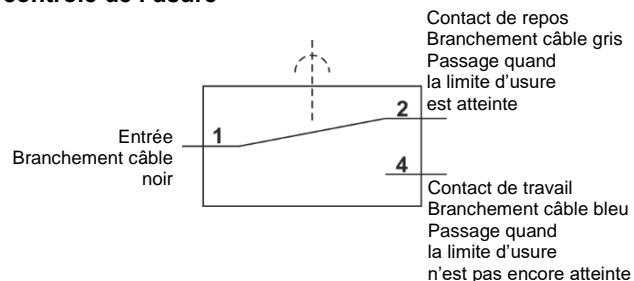 contrôle de l'usure
Contact de repos
Branchement câble gris
Passage quand
la limite d'usure
est atteinte
2
Entrée
Branchement câble
noir
1
4
Contact de travail
Branchement câble bleu
Passage quand
la limite d'usure
n'est pas encore atteinte